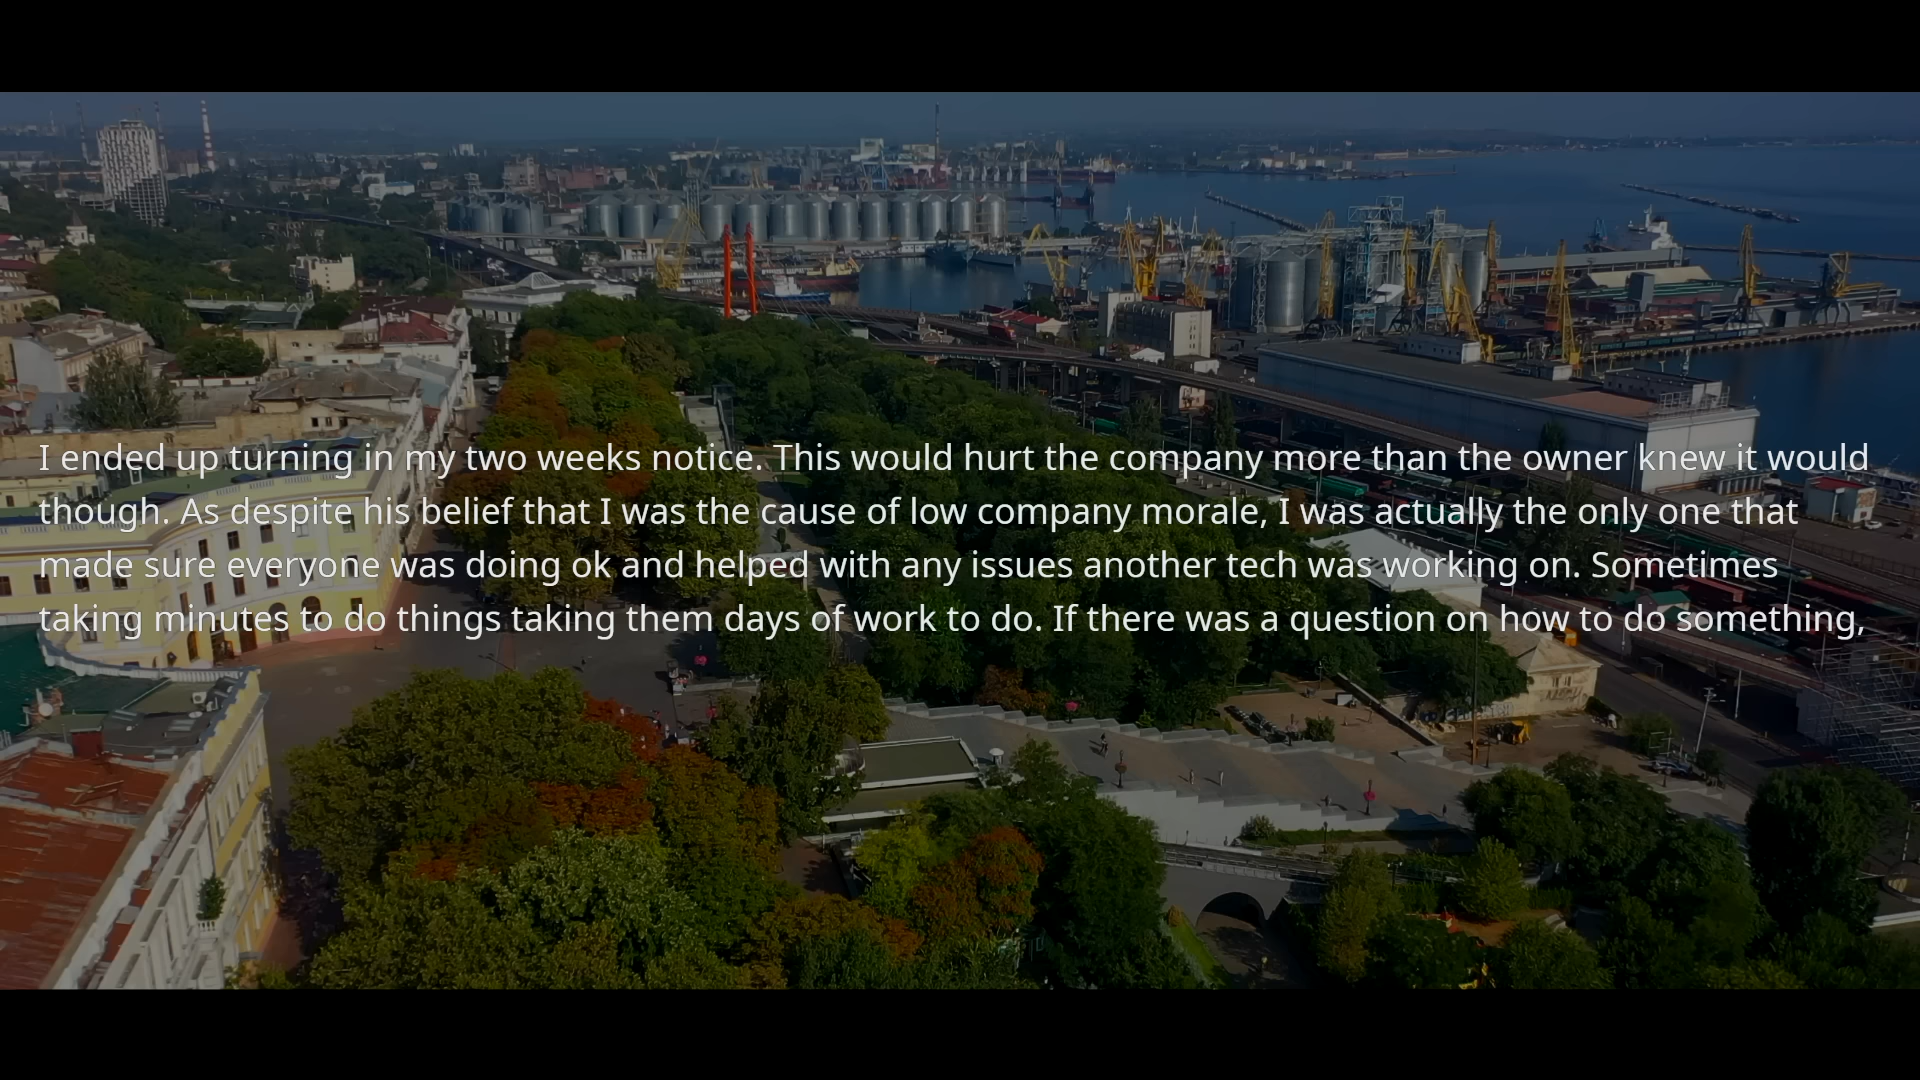 I ended up turning in my two weeks notice. This would hurt the company more than the owner knew it would
though. As despite his belief that I was the cause of low company morale, I was actually the only one that
made sure everyone was doing ok and helped with any issues another tech was working on. Sometimes
taking minutes to do things taking them days of work to do. If there was a question on how to do something,